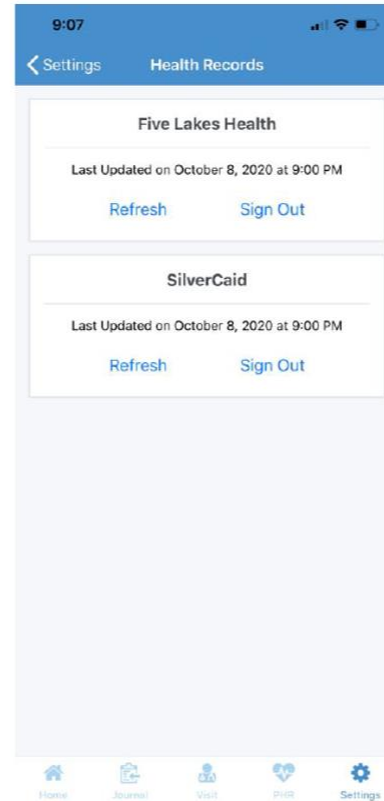 9:07
Settings Health Records
Five Lakes Health
Last Updated on October 8, 2020 at 9:00 PM
Refresh Sign Out
SilverCaid
Last Updated on October 8, 2020 at 9:00 PM
Refresh Sign Out
Home Journal Visit PHR Settings